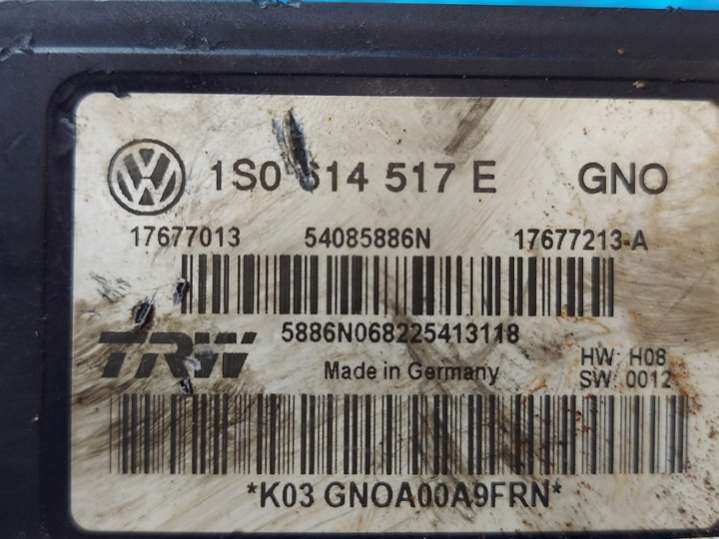 1S0 614 517 E GNO
17677013 54085886N 17677213-A
5886N068225413118
TRW
Made in Germany
HW: H08
SW: 0012
*K03 GNOA00A9FRN*